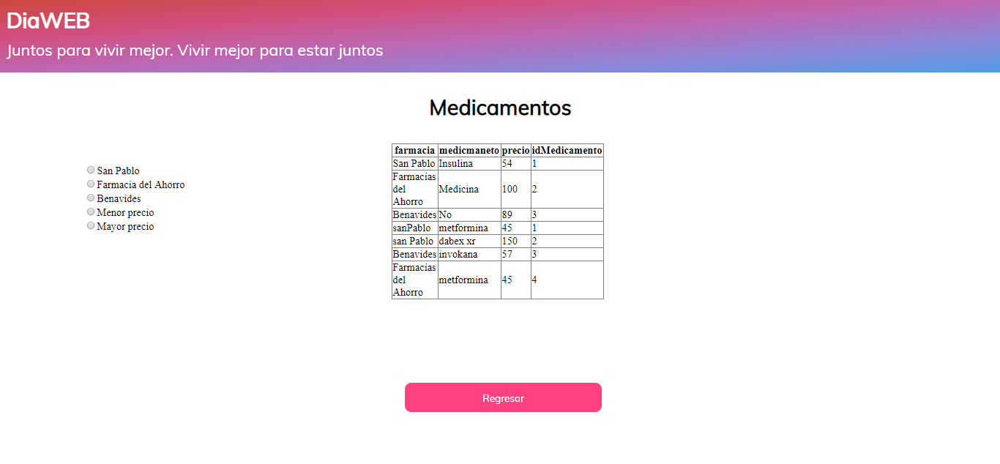 DiaWEB
Juntos para vivir mejor. Vivir mejor para estar juntos
Medicamentos
San Pablo
Farmacia del Ahorro
Benavides
Menor precio
Mayor precio
farmacia medicmaneto precio idMedicamento
San Pablo Insulina 54 1
Farmacias
del
Ahorro
Medicina 100 2
Benavides No 89 3
sanPablo metformina 45 1
san Pablo dabex xr 150 2
Benavides invokana 57 3
Farmacias
del
Ahorro
metformina 45 4
Regresar